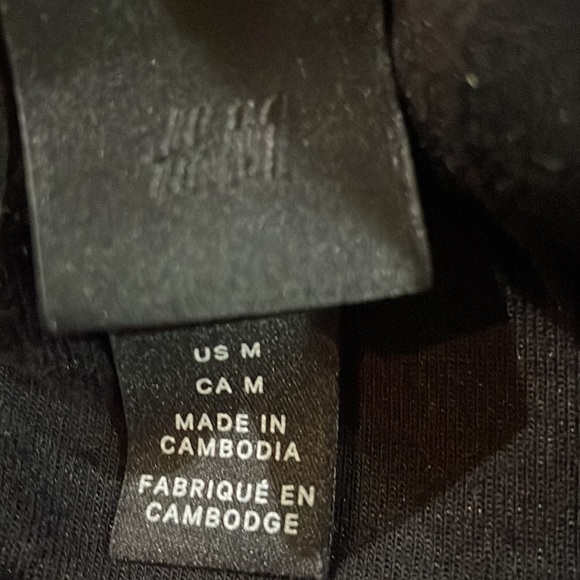 US M
CA M
MADE IN
CAMBODIA
FABRIQUÉ EN
CAMBODGE